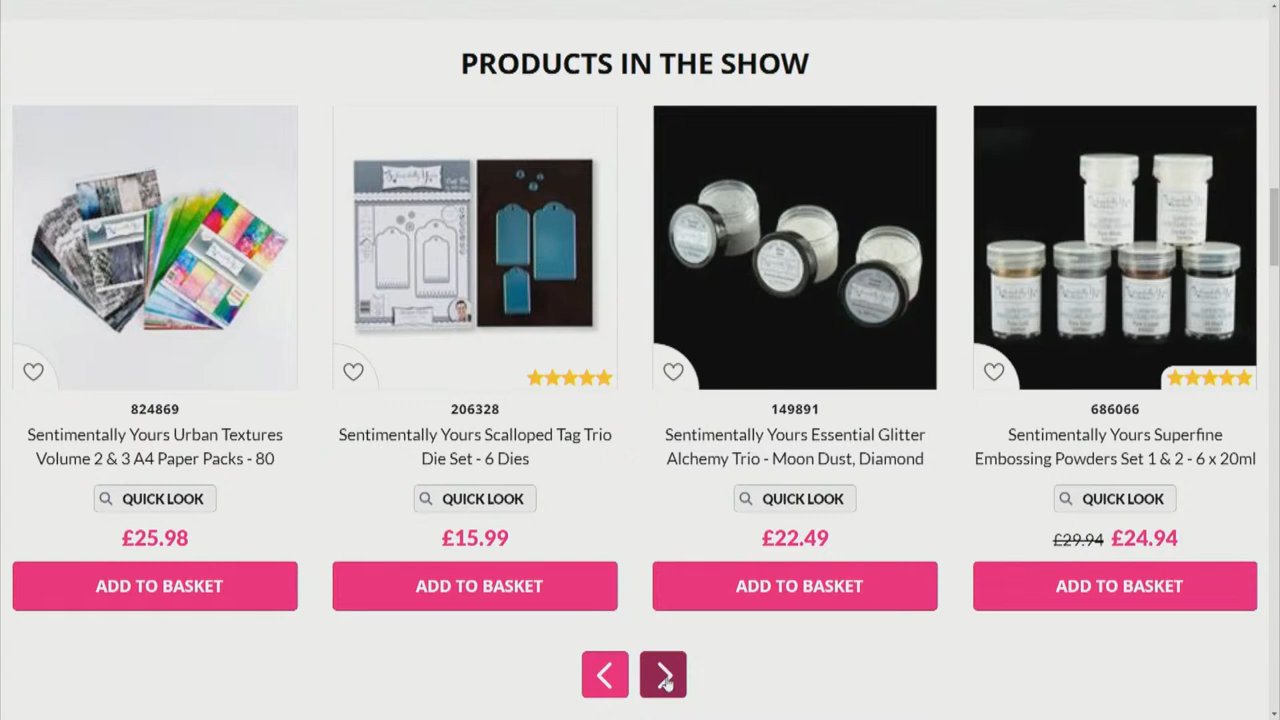 PRODUCTS IN THE SHOW
824869
Sentimentally Yours Urban Textures
Volume 2 & 3 A4 Paper Packs - 80
QUICK LOOK
£25.98
ADD TO BASKET
206328
Sentimentally Yours Scalloped Tag Trio
Die Set - 6 Dies
QUICK LOOK
£15.99
ADD TO BASKET
149891
Sentimentally Yours Essential Glitter
Alchemy Trio - Moon Dust, Diamond
QUICK LOOK
£22.49
ADD TO BASKET
686066
Sentimentally Yours Superfine
Embossing Powders Set 1 & 2 - 6 x 20ml
QUICK LOOK
£29.94 £24.94
ADD TO BASKET